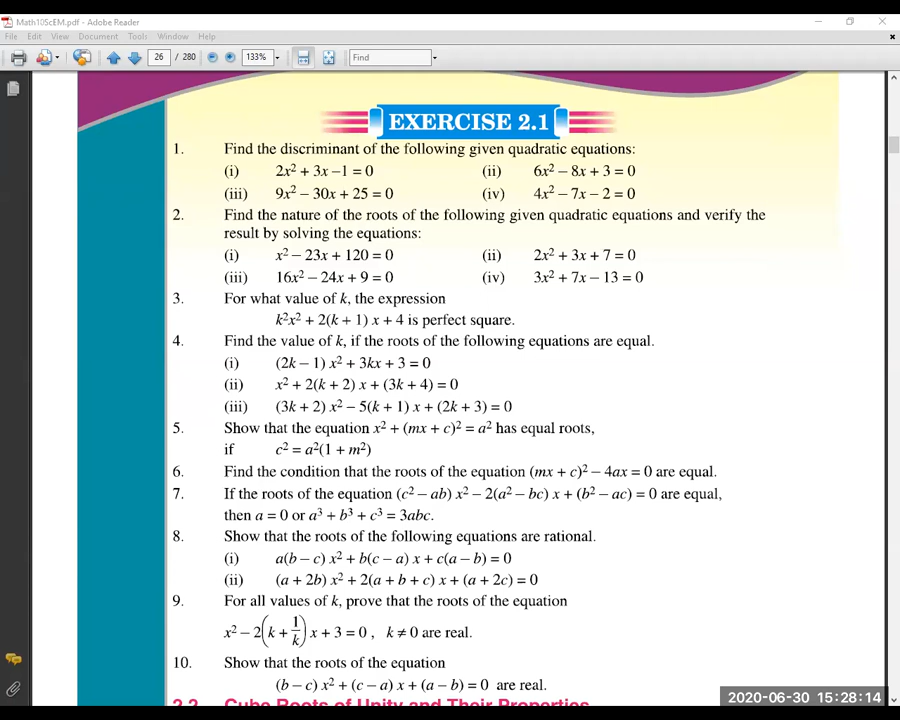 Math10ScEM.pdf - Adobe Reader
File Edit View Document Tools Window Help
26 / 280 133% Find
EXERCISE 2.1
1. Find the discriminant of the following given quadratic equations:
(i) 2x² + 3x – 1 = 0 (ii) 6x² – 8x + 3 = 0
(iii) 9x² – 30x + 25 = 0 (iv) 4x² – 7x – 2 = 0
2. Find the nature of the roots of the following given quadratic equations and verify the
result by solving the equations:
(i) x² – 23x + 120 = 0 (ii) 2x² + 3x + 7 = 0
(iii) 16x² – 24x + 9 = 0 (iv) 3x² + 7x – 13 = 0
3. For what value of k, the expression
k²x² + 2(k + 1) x + 4 is perfect square.
4. Find the value of k, if the roots of the following equations are equal.
(i) (2k – 1) x² + 3kx + 3 = 0
(ii) x² + 2(k + 2) x + (3k + 4) = 0
(iii) (3k + 2) x² – 5(k + 1) x + (2k + 3) = 0
5. Show that the equation x² + (mx + c)² = a² has equal roots,
if c² = a²(1 + m²)
6. Find the condition that the roots of the equation (mx + c)² – 4ax = 0 are equal.
7. If the roots of the equation (c² – ab) x² – 2(a² – bc) x + (b² – ac) = 0 are equal,
then a = 0 or a³ + b³ + c³ = 3abc.
8. Show that the roots of the following equations are rational.
(i) a(b – c) x² + b(c – a) x + c(a – b) = 0
(ii) (a + 2b) x² + 2(a + b + c) x + (a + 2c) = 0
9. For all values of k, prove that the roots of the equation
x² – 2(k + 1/k) x + 3 = 0 , k ≠ 0 are real.
10. Show that the roots of the equation
(b – c) x² + (c – a) x + (a – b) = 0 are real.
2020-06-30 15:28:14
2.2 Cube Roots of Unity and Their Properties